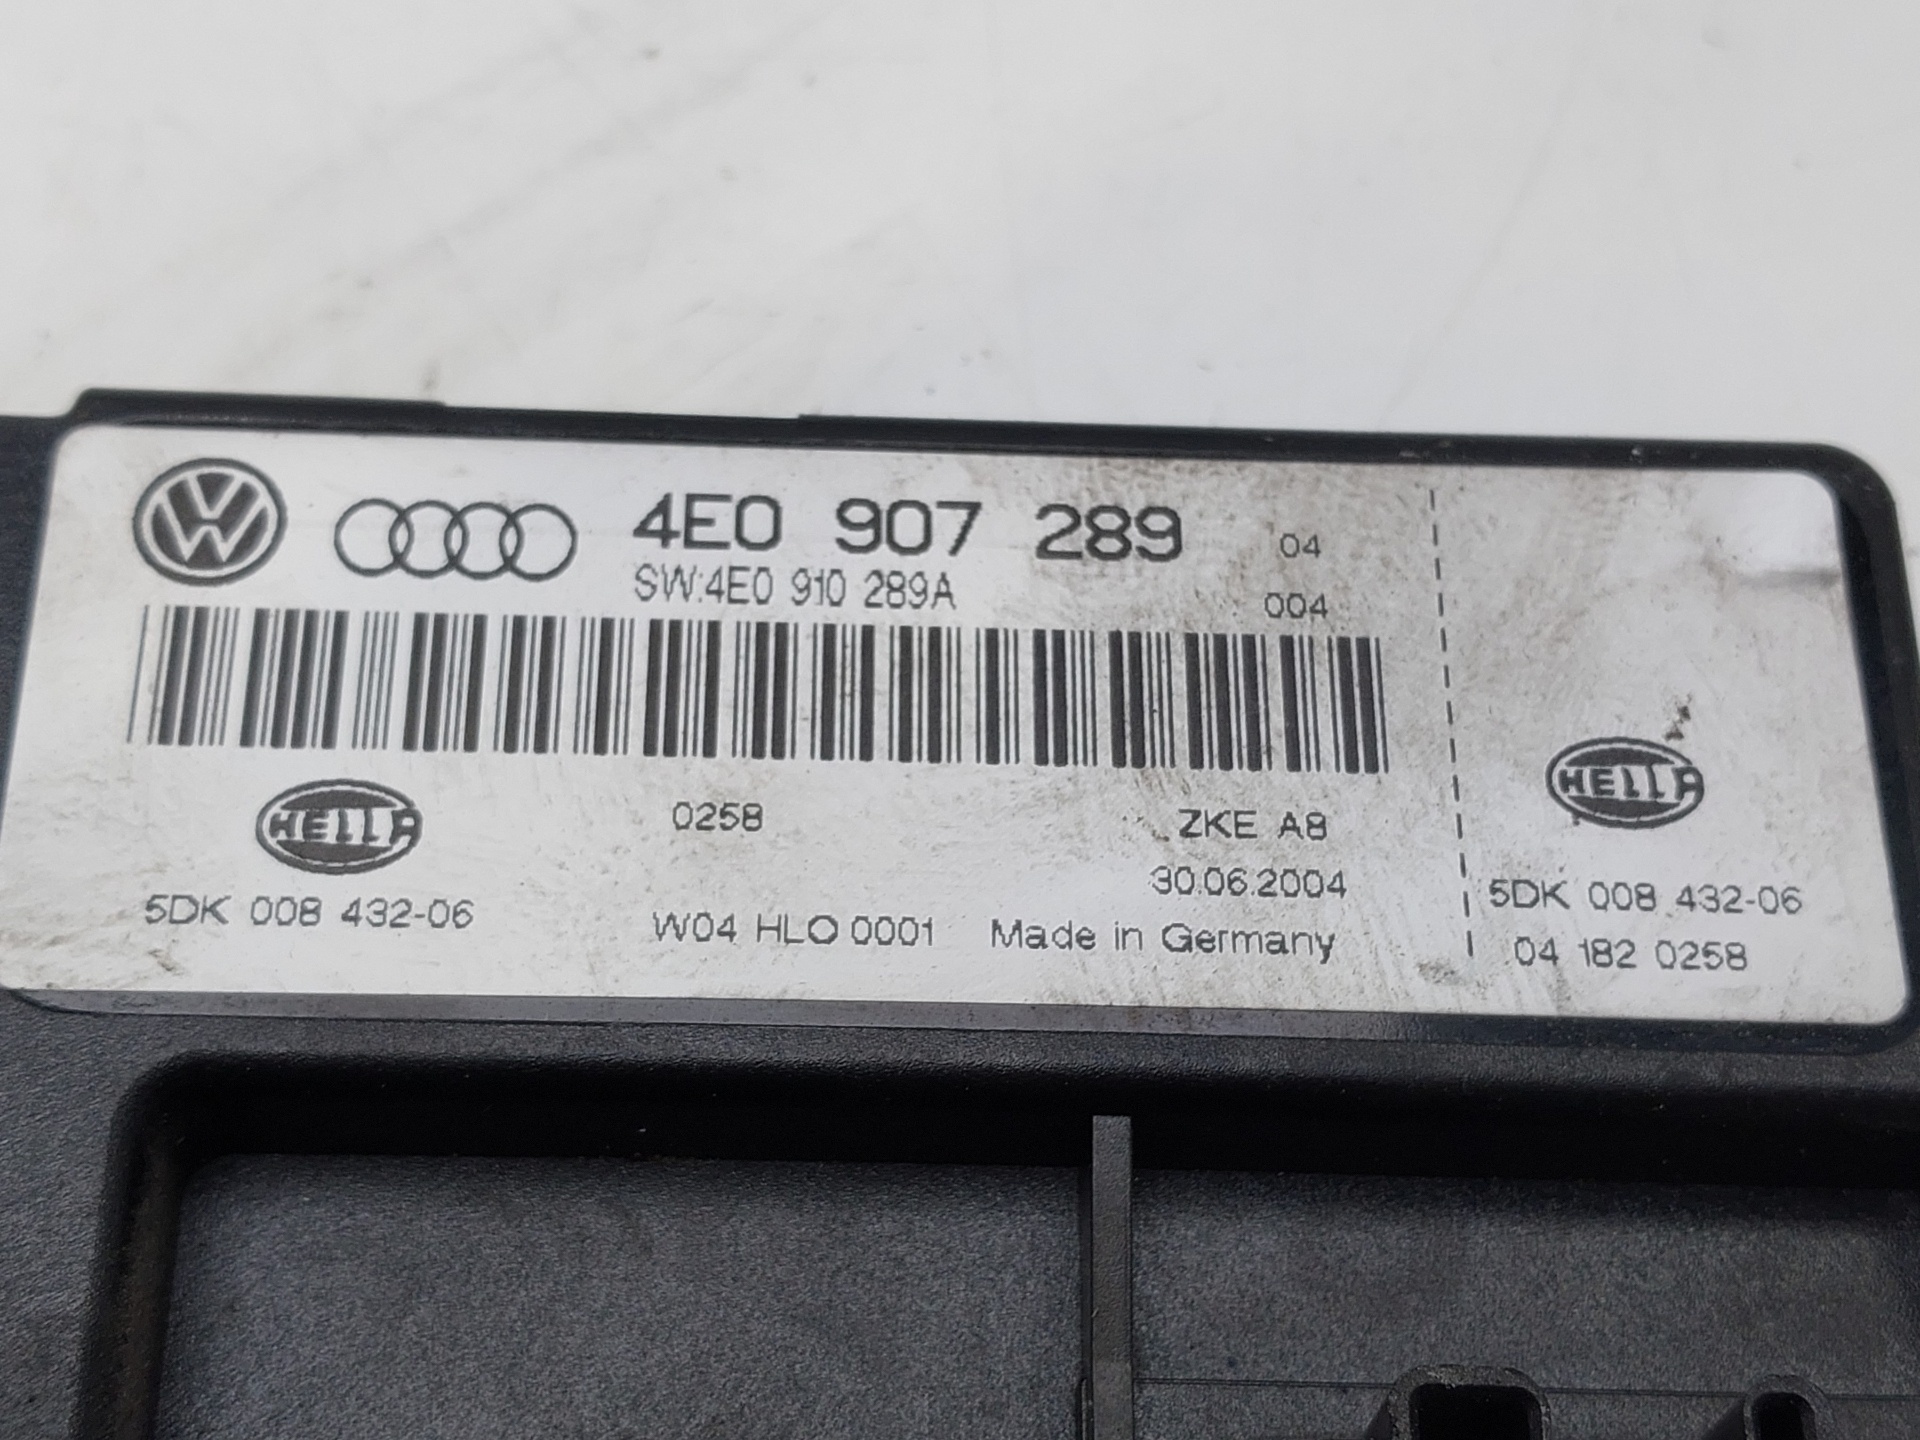 4E0 907 289 04
SW:4E0 910 289A 004
HELLA 0258 ZKE A8
30.06.2004
5DK 008 432-06
W04 HLO 0001 Made in Germany
HELLA
5DK 008 432-06
04 182 0258